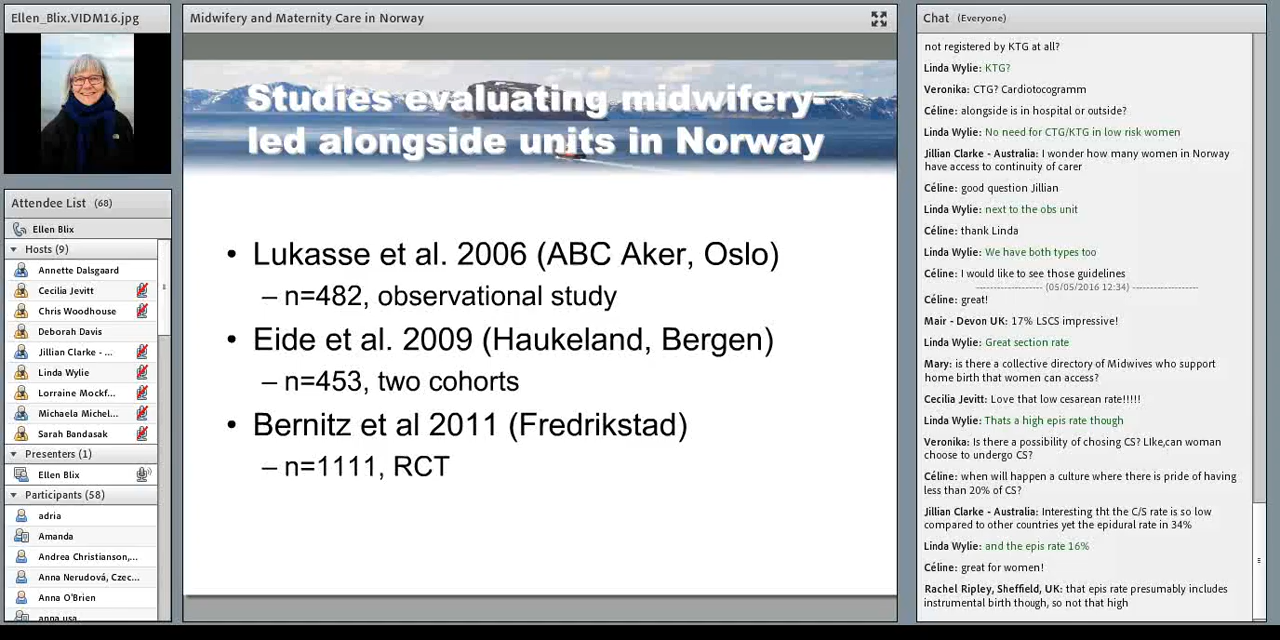 Ellen_Blix.VIDM16.jpg
Attendee List (68)
Ellen Blix
Hosts (9)
Annette Dalsgaard
Cecilia Jevitt
Chris Woodhouse
Deborah Davis
Jillian Clarke - ...
Linda Wylie
Lorraine Mockf...
Michaela Michel...
Sarah Bandasak
Presenters (1)
Ellen Blix
Participants (58)
adria
Amanda
Andrea Christianson,...
Anna Nerudová, Czec...
Anna O'Brien
anna usa
Midwifery and Maternity Care in Norway
Studies evaluating midwifery-
led alongside units in Norway
• Lukasse et al. 2006 (ABC Aker, Oslo)
– n=482, observational study
• Eide et al. 2009 (Haukeland, Bergen)
– n=453, two cohorts
• Bernitz et al 2011 (Fredrikstad)
– n=1111, RCT
Chat (Everyone)
not registered by KTG at all?
Linda Wylie: KTG?
Veronika: CTG? Cardiotocogramm
Céline: alongside is in hospital or outside?
Linda Wylie: No need for CTG/KTG in low risk women
Jillian Clarke - Australia: I wonder how many women in Norway
have access to continuity of carer
Céline: good question Jillian
Linda Wylie: next to the obs unit
Céline: thank Linda
Linda Wylie: We have both types too
Céline: I would like to see those guidelines
-------------------- (05/05/2016 12:34) --------------------
Céline: great!
Mair - Devon UK: 17% LSCS impressive!
Linda Wylie: Great section rate
Mary: is there a collective directory of Midwives who support
home birth that women can access?
Cecilia Jevitt: Love that low cesarean rate!!!!!
Linda Wylie: Thats a high epis rate though
Veronika: Is there a possibility of chosing CS? LIke,can woman
choose to undergo CS?
Céline: when will happen a culture where there is pride of having
less than 20% of CS?
Jillian Clarke - Australia: Interesting tht the C/S rate is so low
compared to other countries yet the epidural rate in 34%
Linda Wylie: and the epis rate 16%
Céline: great for women!
Rachel Ripley, Sheffield, UK: that epis rate presumably includes
instrumental birth though, so not that high